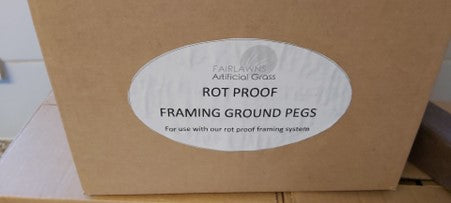 FAIRLAWNS
Artificial Grass
ROT PROOF
FRAMING GROUND PEGS
For use with our rot proof framing system